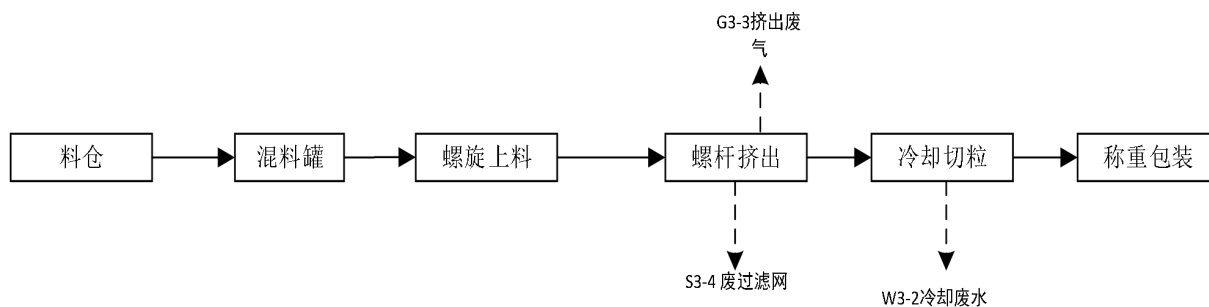 G3-3挤出废
气
料仓
混料罐
螺旋上料
螺杆挤出
冷却切粒
称重包装
S3-4 废过滤网
W3-2冷却废水